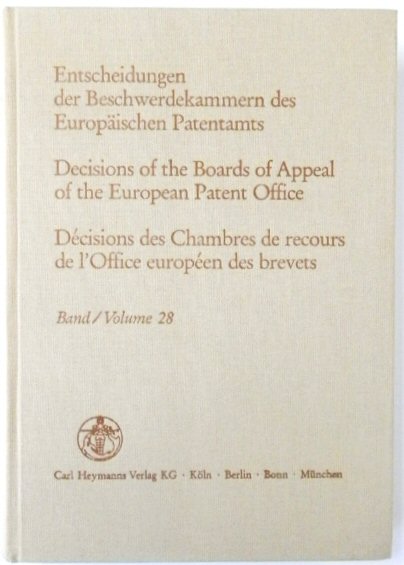 Entscheidungen
der Beschwerdekammern des
Europäischen Patentamts
Decisions of the Boards of Appeal
of the European Patent Office
Décisions des Chambres de recours
de l'Office européen des brevets
Band/Volume 28
Carl Heymanns Verlag KG · Köln · Berlin · Bonn · München